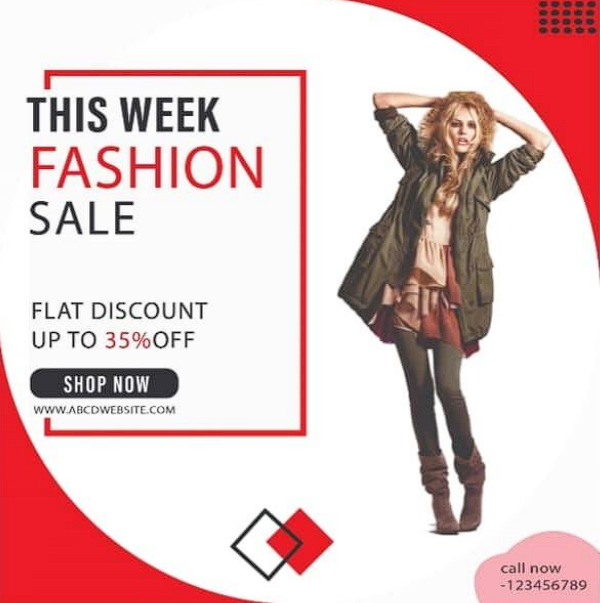 THIS WEEK
FASHION
SALE
FLAT DISCOUNT
UP TO 35%OFF
SHOP NOW
WWW.ABCDWEBSITE.COM
call now
-123456789